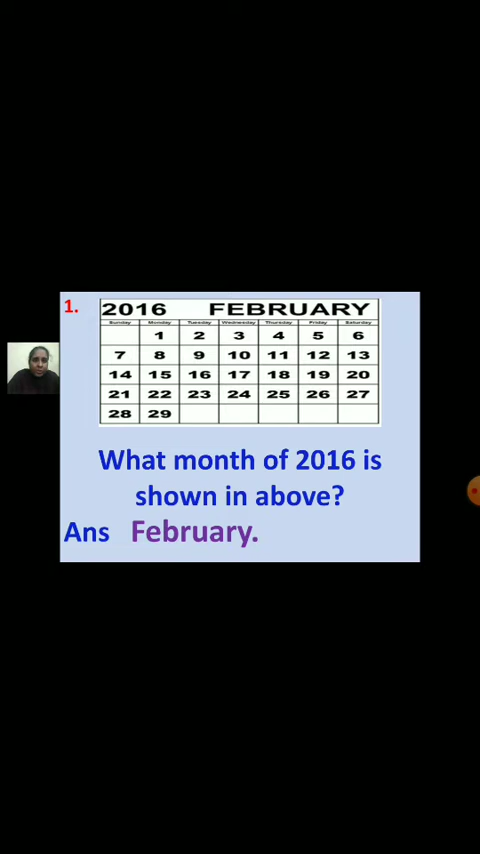 1.
2016 FEBRUARY
Sunday Monday Tuesday Wednesday Thursday Friday Saturday
1 2 3 4 5 6
7 8 9 10 11 12 13
14 15 16 17 18 19 20
21 22 23 24 25 26 27
28 29
What month of 2016 is
shown in above?
Ans February.